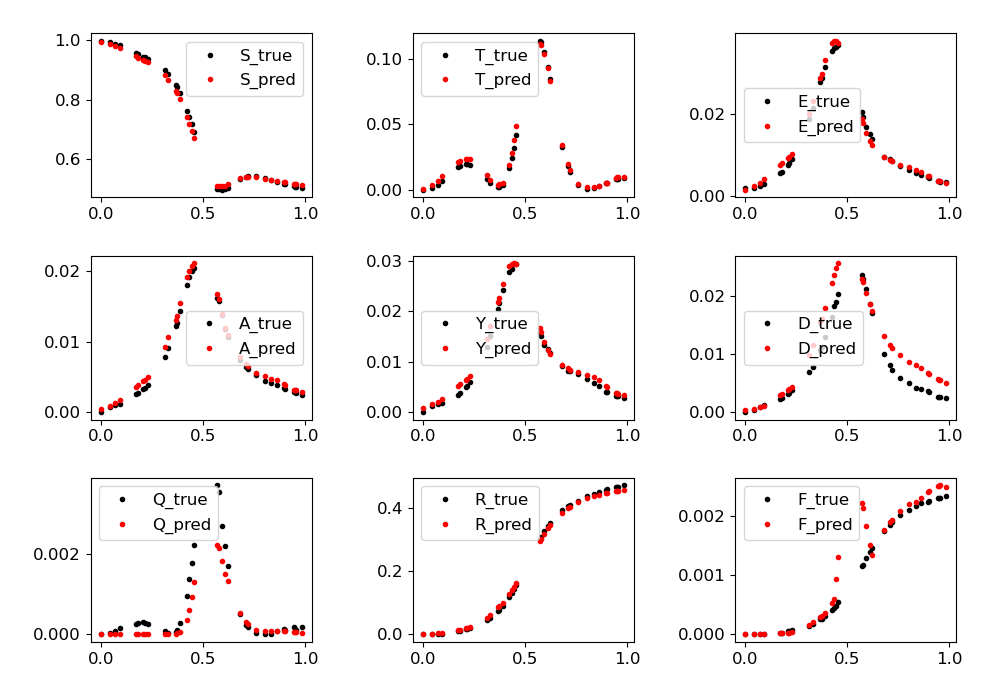 1.0
0.8
0.6
0.0 0.5 1.0
S_true
S_pred
0.10
0.05
0.00
0.0 0.5 1.0
T_true
T_pred
0.02
0.00
0.0 0.5 1.0
E_true
E_pred
0.02
0.01
0.00
0.0 0.5 1.0
A_true
A_pred
0.03
0.02
0.01
0.00
0.0 0.5 1.0
Y_true
Y_pred
0.02
0.01
0.00
0.0 0.5 1.0
D_true
D_pred
0.002
0.000
0.0 0.5 1.0
Q_true
Q_pred
0.4
0.2
0.0
0.0 0.5 1.0
R_true
R_pred
0.002
0.001
0.000
0.0 0.5 1.0
F_true
F_pred